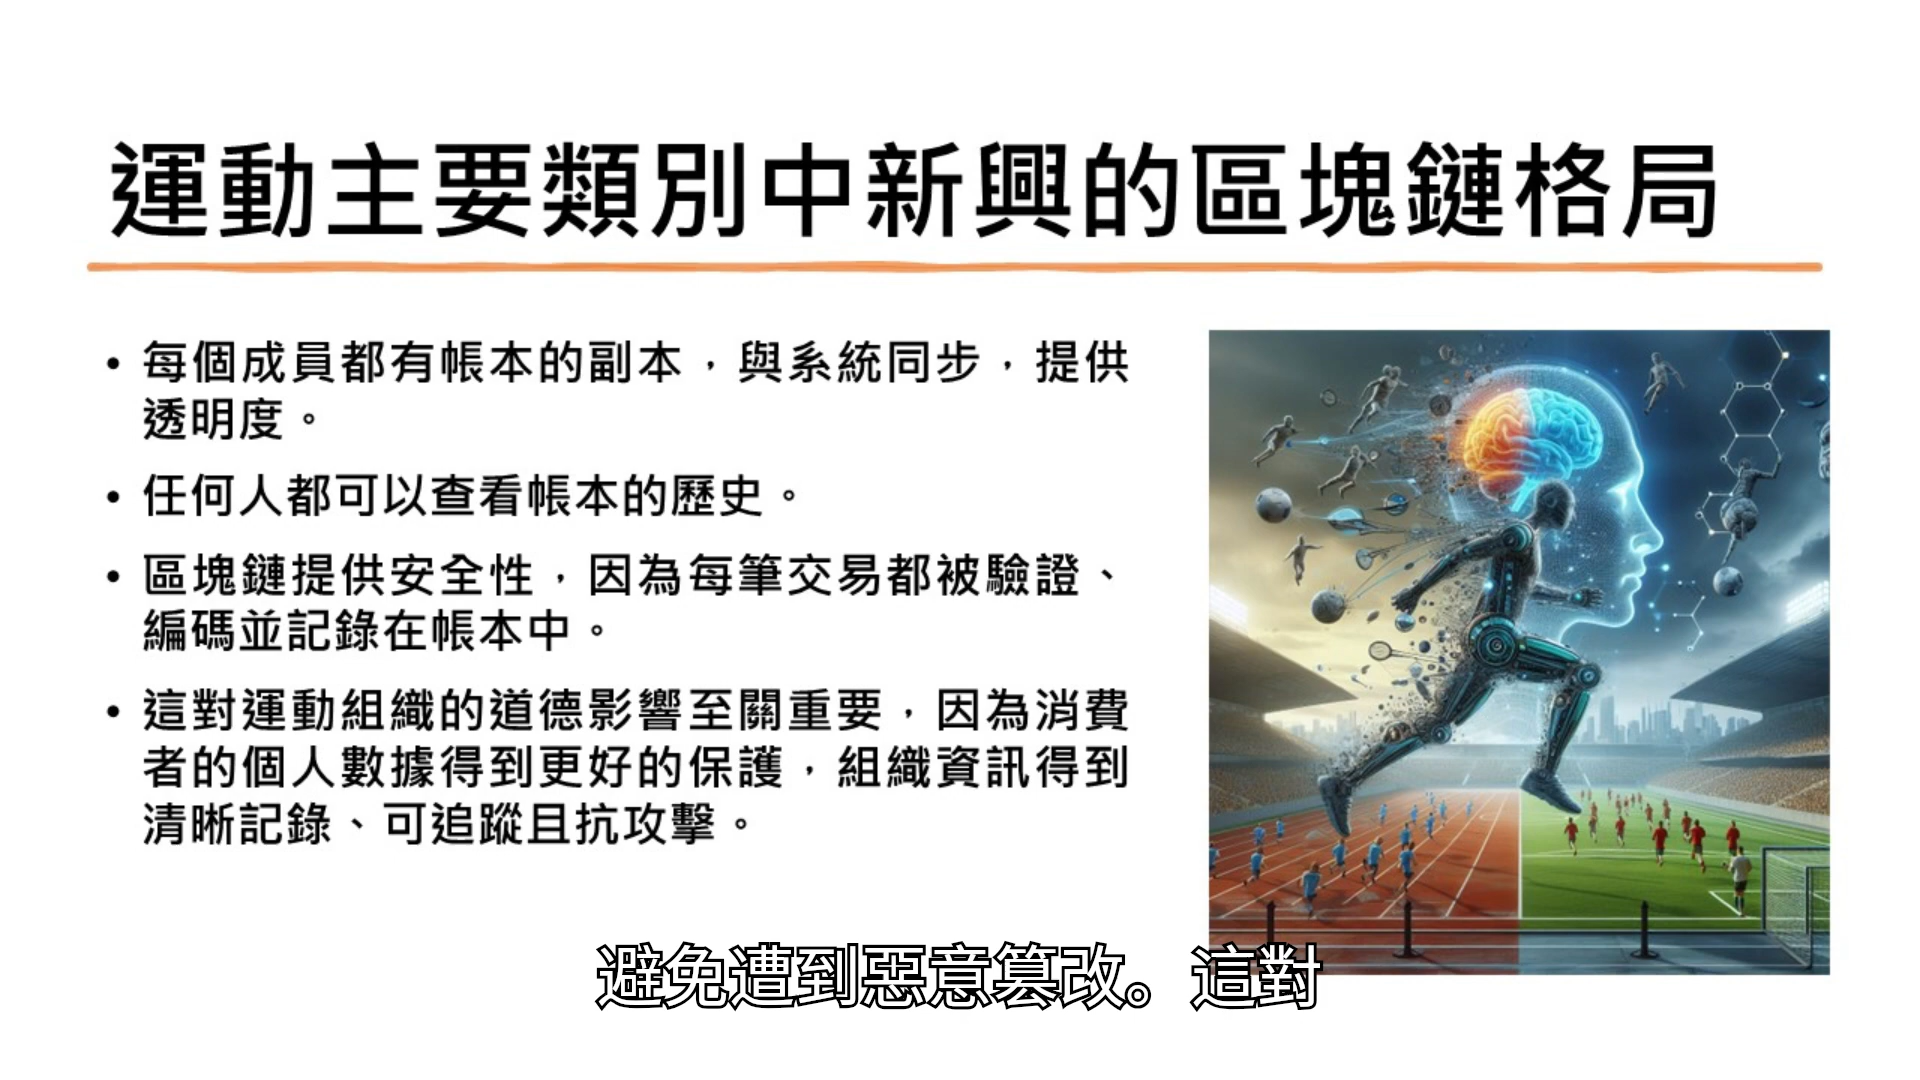 運動主要類別中新興的區塊鏈格局
• 每個成員都有帳本的副本，與系統同步，提供
透明度。
• 任何人都可以查看帳本的歷史。
• 區塊鏈提供安全性，因為每筆交易都被驗證、
編碼並記錄在帳本中。
• 這對運動組織的道德影響至關重要，因為消費
者的個人數據得到更好的保護，組織資訊得到
清晰記錄、可追蹤且抗攻擊。
避免遭到惡意篡改。這對